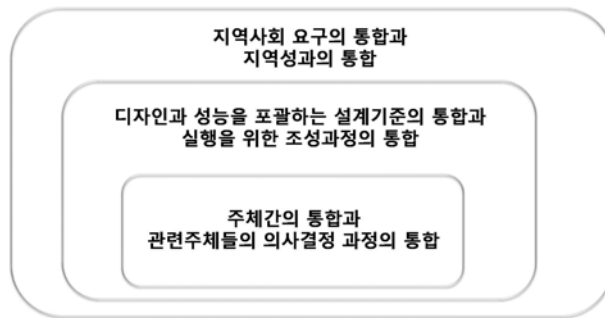 지역사회 요구의 통합과
지역성과의 통합
디자인과 성능을 포괄하는 설계기준의 통합과
실행을 위한 조성과정의 통합
주체간의 통합과
관련주체들의 의사결정 과정의 통합